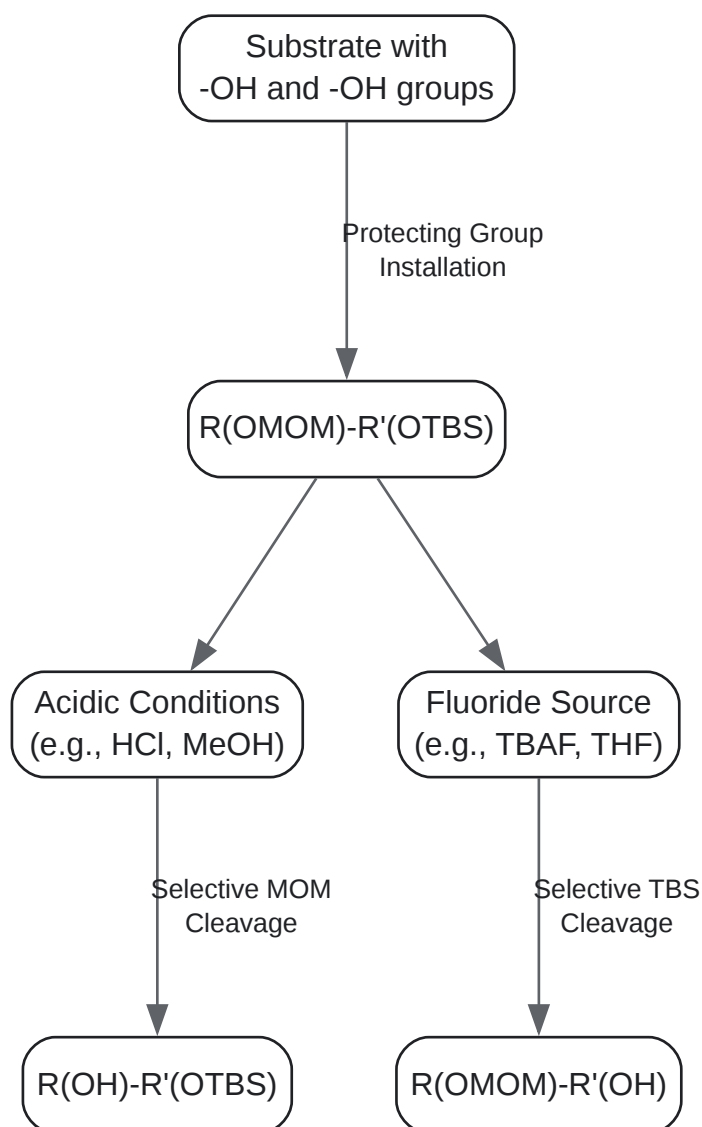 Substrate with
-OH and -OH groups
Protecting Group
Installation
R(OMOM)-R'(OTBS)
Acidic Conditions
(e.g., HCl, MeOH)
Fluoride Source
(e.g., TBAF, THF)
Selective MOM
Cleavage
Selective TBS
Cleavage
R(OH)-R'(OTBS)
R(OMOM)-R'(OH)